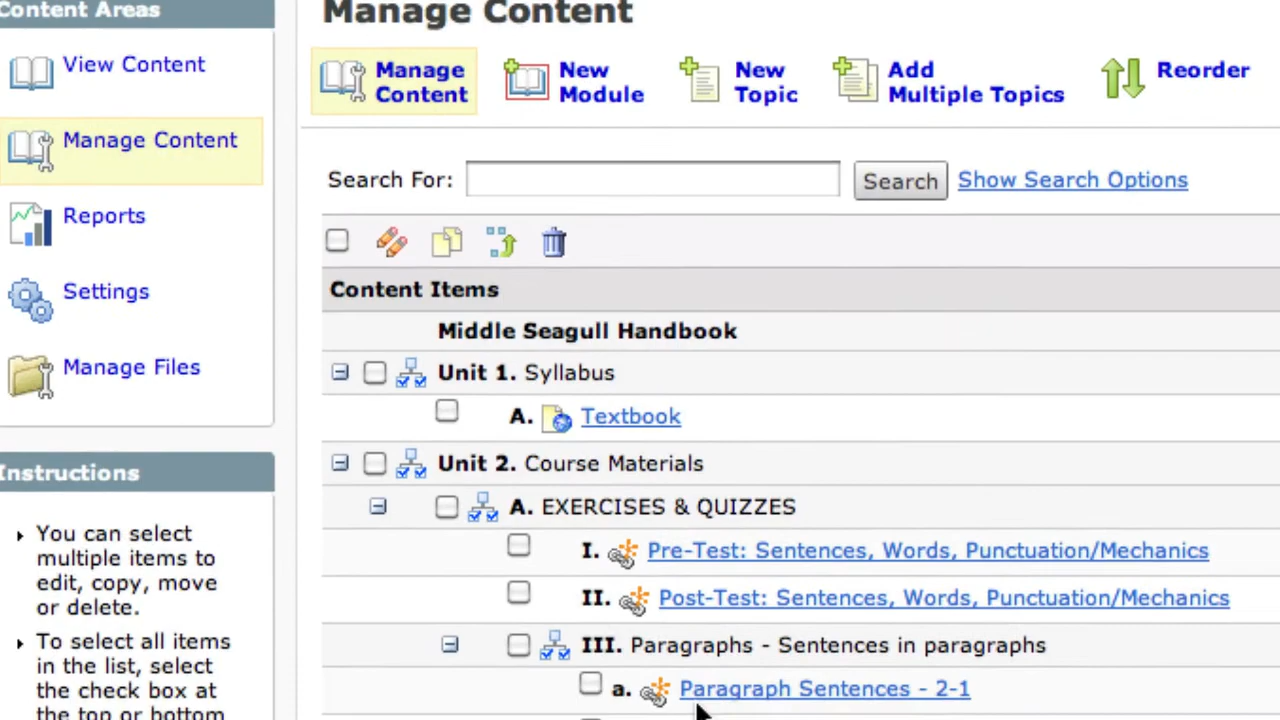 Content Areas
View Content
Manage Content
Reports
Settings
Manage Files
Instructions
You can select
multiple items to
edit, copy, move
or delete.
To select all items
in the list, select
the check box at
the top or bottom
Manage Content
Manage
Content
New
Module
New
Topic
Add
Multiple Topics
Reorder
Search For:
Search
Show Search Options
Content Items
Middle Seagull Handbook
Unit 1. Syllabus
A. Textbook
Unit 2. Course Materials
A. EXERCISES & QUIZZES
I. Pre-Test: Sentences, Words, Punctuation/Mechanics
II. Post-Test: Sentences, Words, Punctuation/Mechanics
III. Paragraphs - Sentences in paragraphs
a. Paragraph Sentences - 2-1